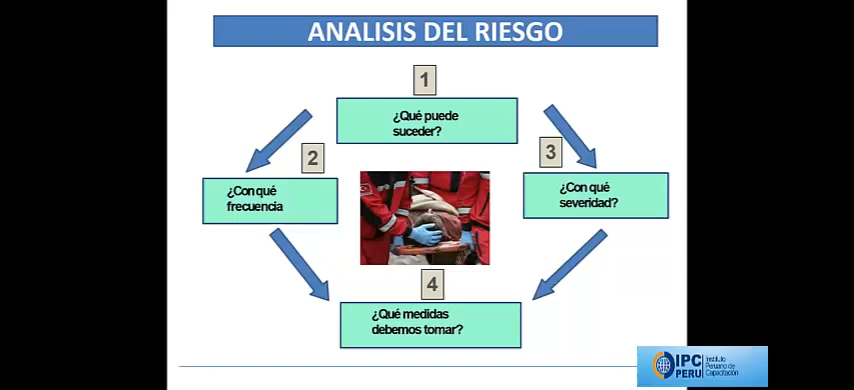 ANALISIS DEL RIESGO
1
¿Qué puede
suceder?
2
¿Con qué
frecuencia
3
¿Con qué
severidad?
4
¿Qué medidas
debemos tomar?
IPC
PERU
Instituto
Peruano de
Capacitación